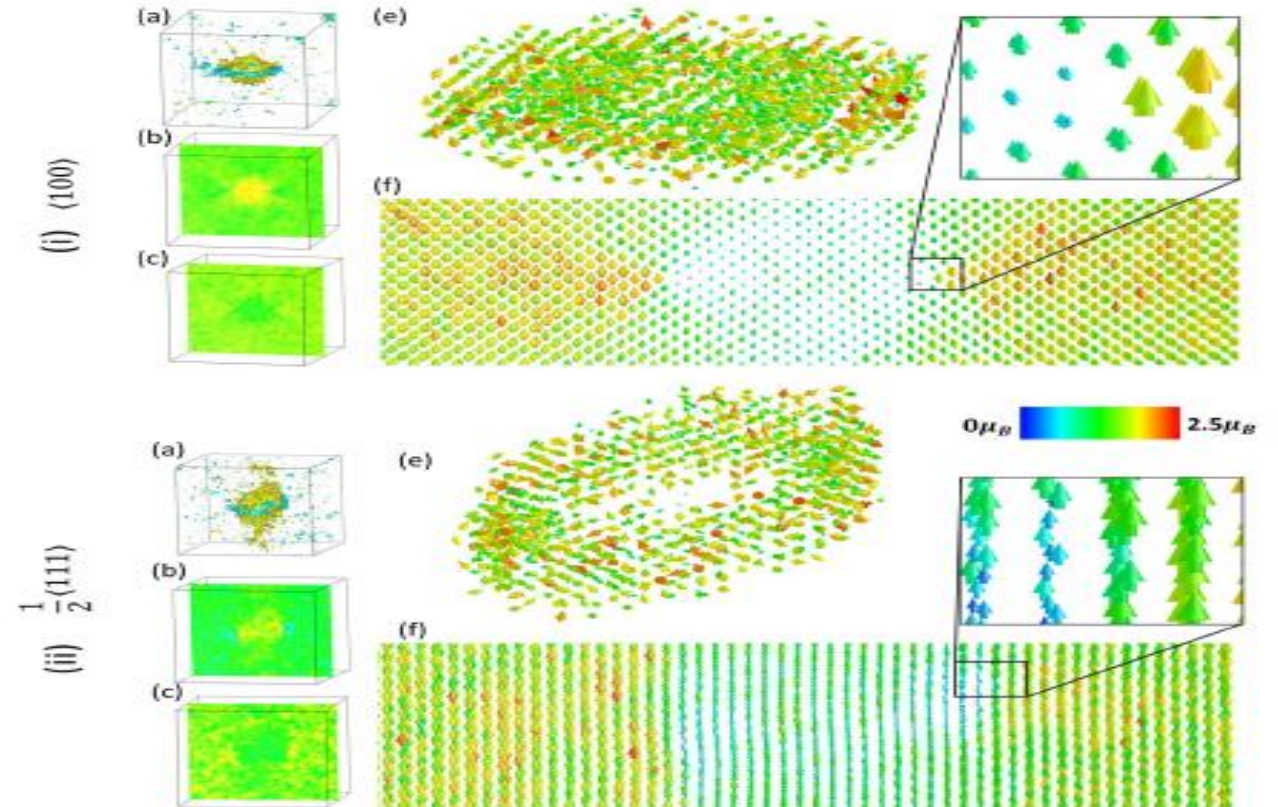 (i) ⟨100⟩
(a)
(b)
(c)
(e)
(f)
0μB 2.5μB
(ii) 1/2⟨111⟩
(a)
(b)
(c)
(e)
(f)